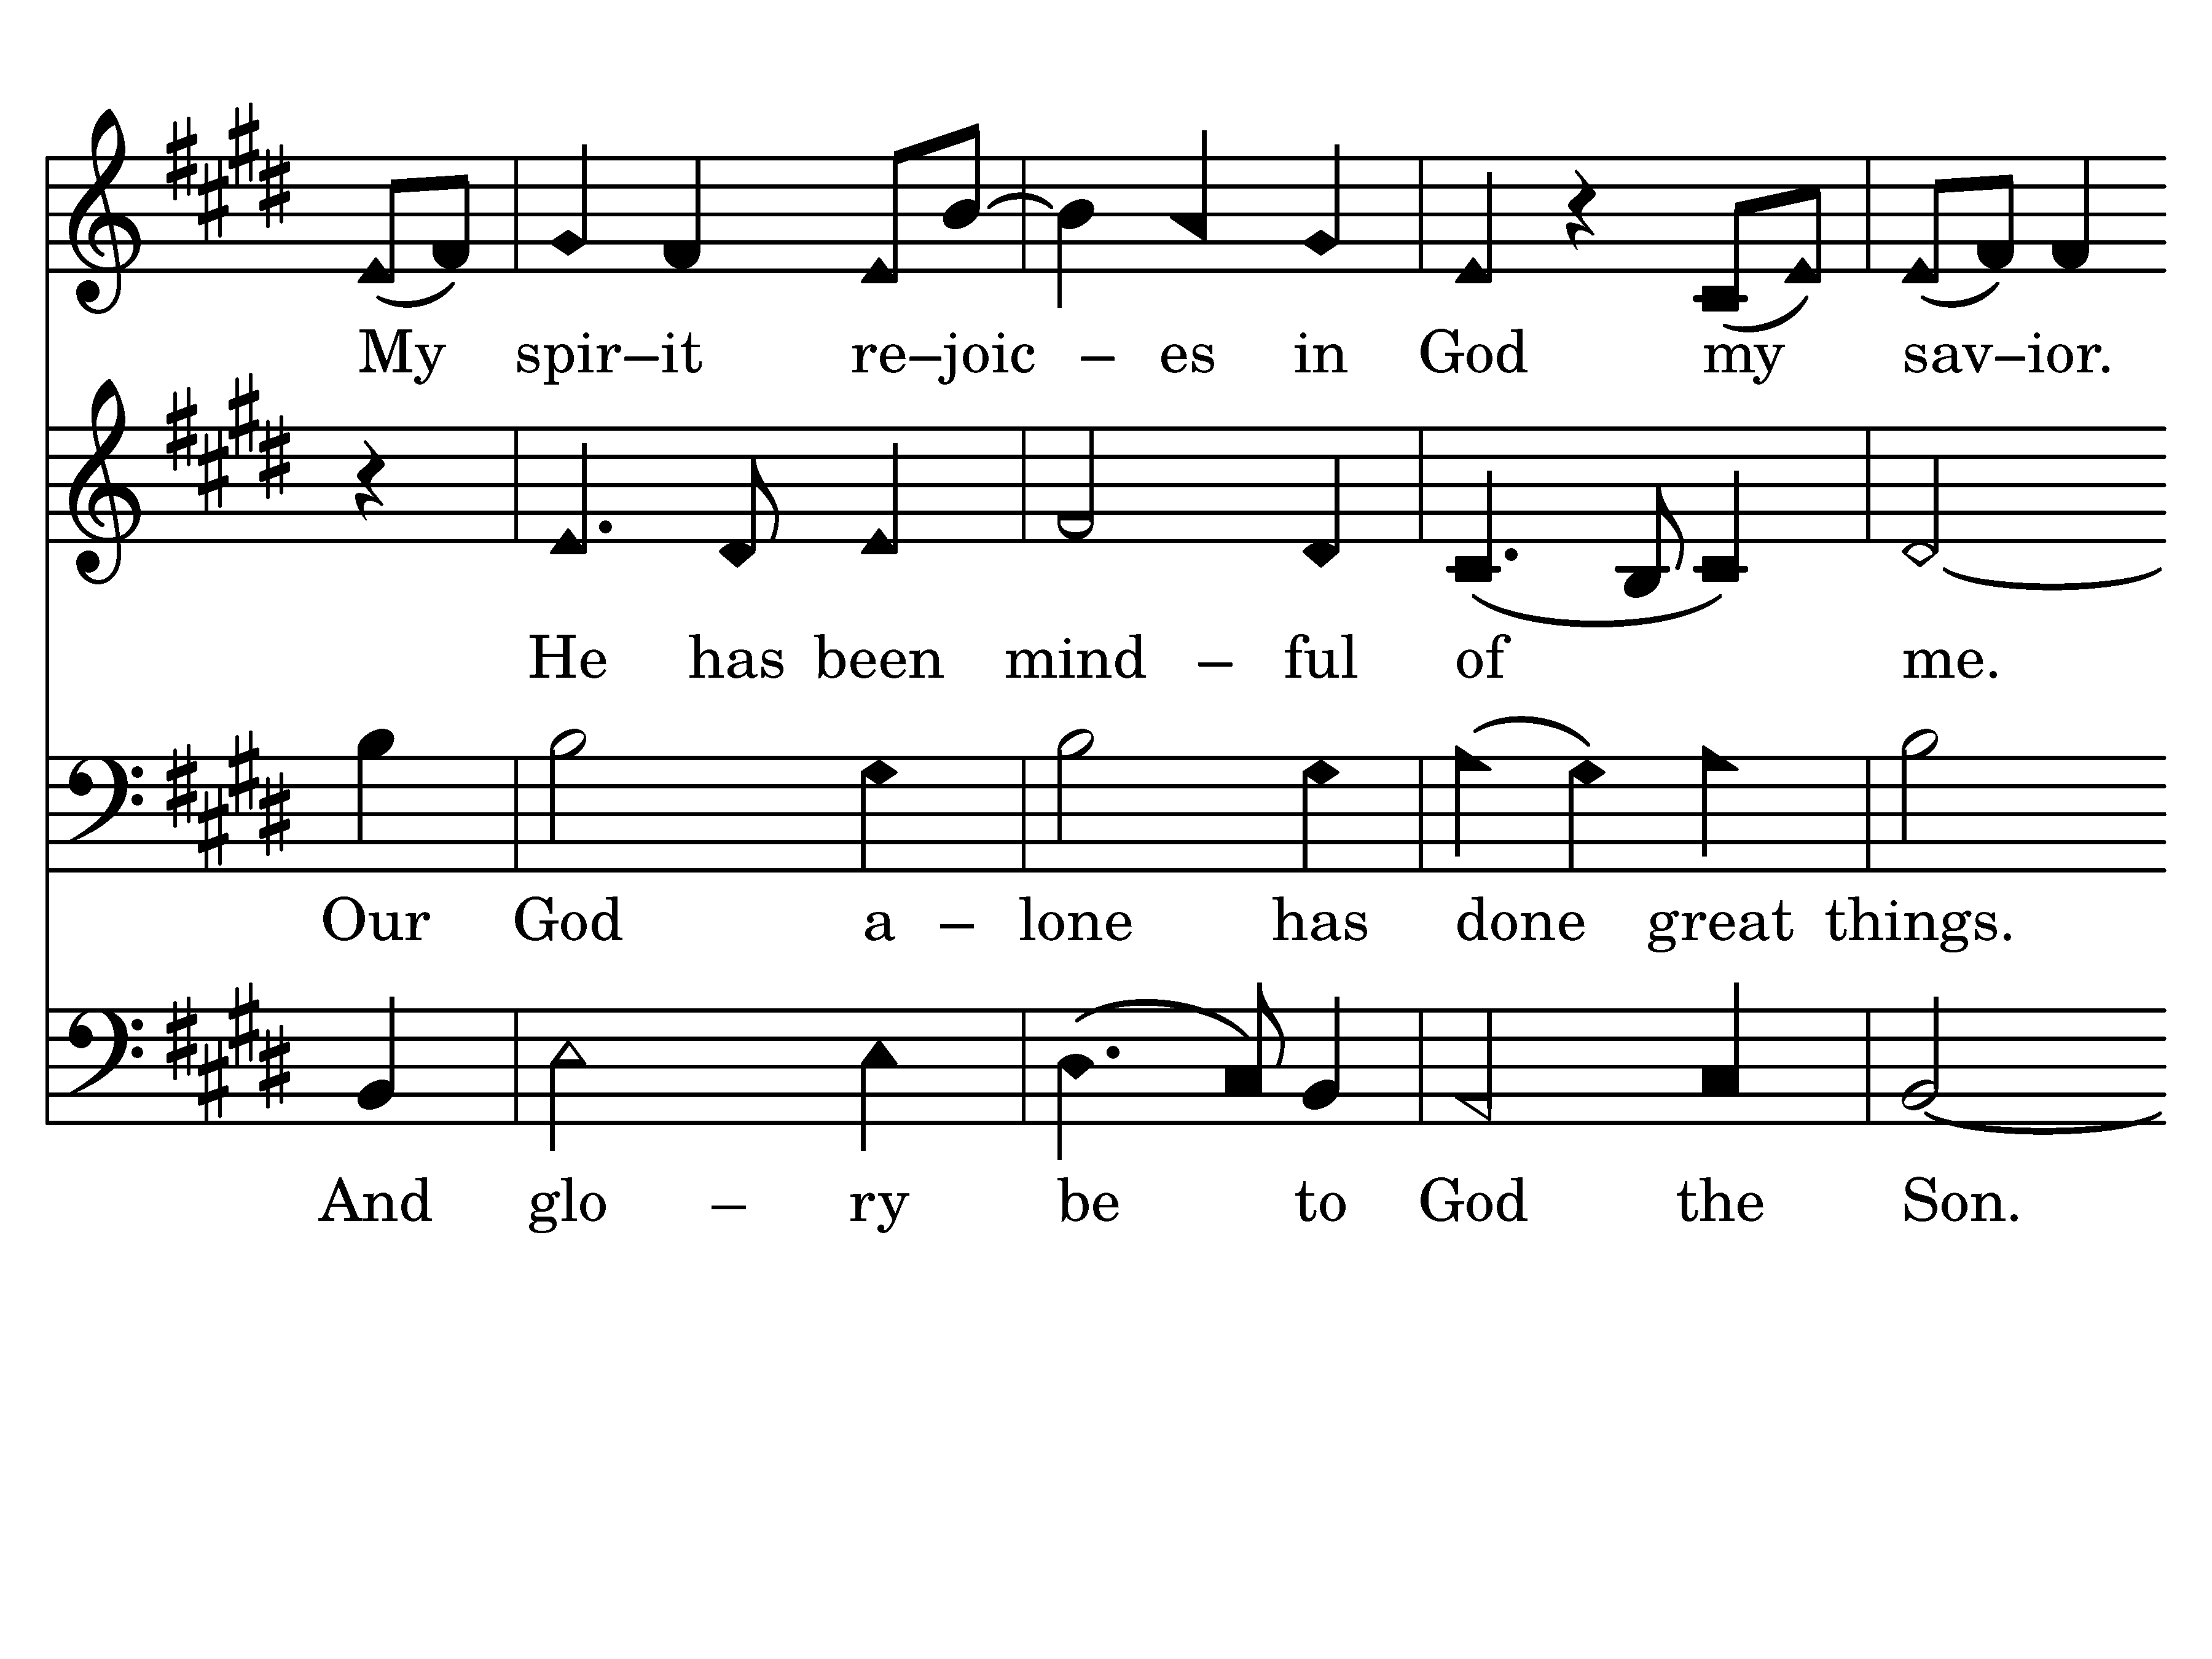 My spir–it re–joic – es in God my sav–ior.
He has been mind – ful of me.
Our God a – lone has done great things.
And glo – ry be to God the Son.